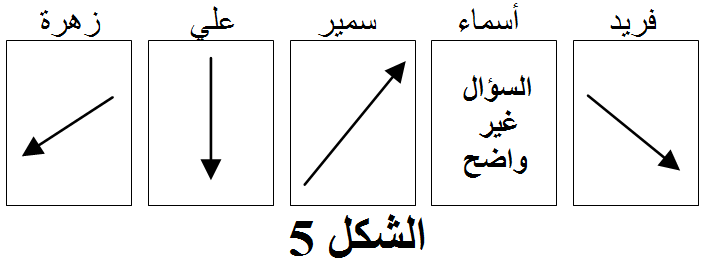 فريد
أسماء
سمير
علي
زهرة
السؤال
غير
واضح
الشكل 5